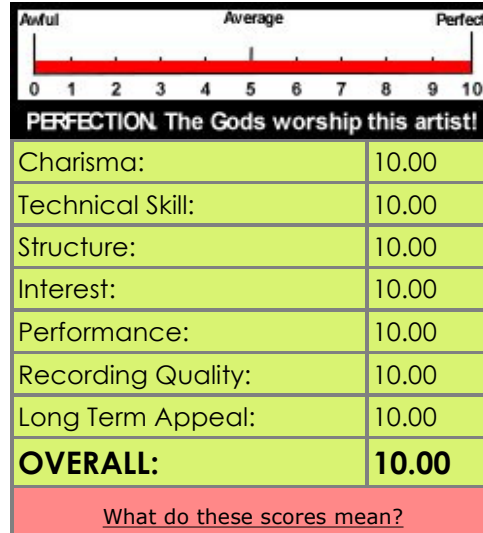 Awful Average Perfect
0 1 2 3 4 5 6 7 8 9 10
PERFECTION. The Gods worship this artist!
Charisma: 10.00
Technical Skill: 10.00
Structure: 10.00
Interest: 10.00
Performance: 10.00
Recording Quality: 10.00
Long Term Appeal: 10.00
OVERALL: 10.00
What do these scores mean?